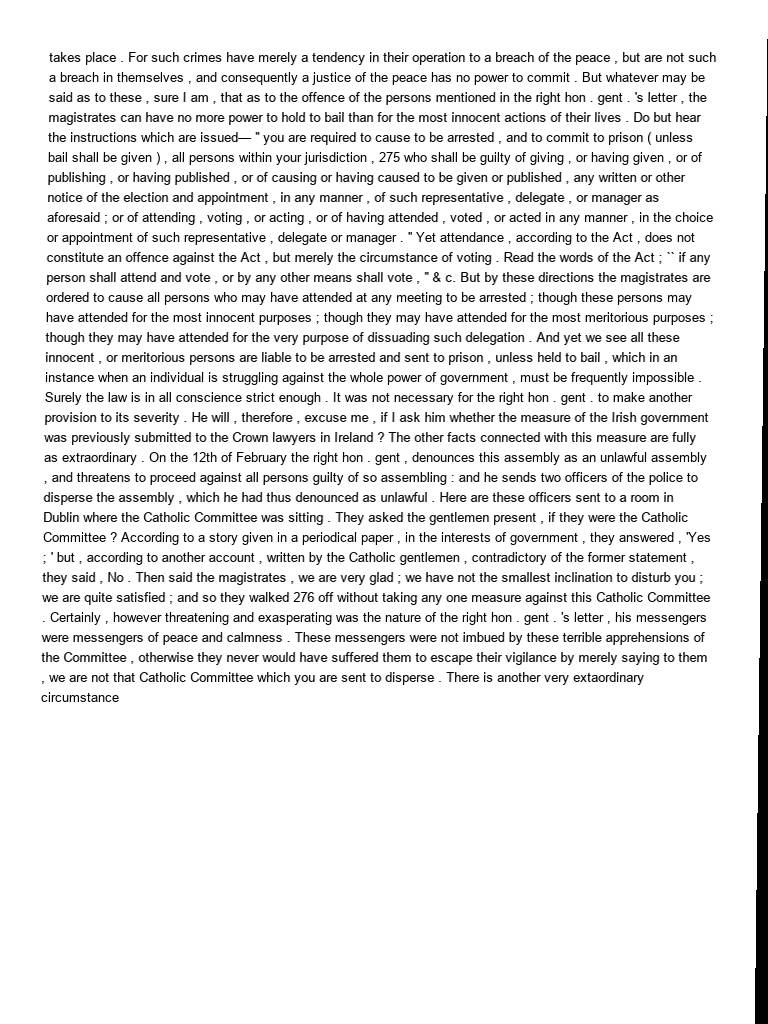 takes place . For such crimes have merely a tendency in their operation to a breach of the peace , but are not such
a breach in themselves , and consequently a justice of the peace has no power to commit . But whatever may be
said as to these , sure I am , that as to the offence of the persons mentioned in the right hon . gent . 's letter , the
magistrates can have no more power to hold to bail than for the most innocent actions of their lives . Do but hear
the instructions which are issued— " you are required to cause to be arrested , and to commit to prison ( unless
bail shall be given ) , all persons within your jurisdiction , 275 who shall be guilty of giving , or having given , or of
publishing , or having published , or of causing or having caused to be given or published , any written or other
notice of the election and appointment , in any manner , of such representative , delegate , or manager as
aforesaid ; or of attending , voting , or acting , or of having attended , voted , or acted in any manner , in the choice
or appointment of such representative , delegate or manager . " Yet attendance , according to the Act , does not
constitute an offence against the Act , but merely the circumstance of voting . Read the words of the Act ; `` if any
person shall attend and vote , or by any other means shall vote , " & c. But by these directions the magistrates are
ordered to cause all persons who may have attended at any meeting to be arrested ; though these persons may
have attended for the most innocent purposes ; though they may have attended for the most meritorious purposes ;
though they may have attended for the very purpose of dissuading such delegation . And yet we see all these
innocent , or meritorious persons are liable to be arrested and sent to prison , unless held to bail , which in an
instance when an individual is struggling against the whole power of government , must be frequently impossible .
Surely the law is in all conscience strict enough . It was not necessary for the right hon . gent . to make another
provision to its severity . He will , therefore , excuse me , if I ask him whether the measure of the Irish government
was previously submitted to the Crown lawyers in Ireland ? The other facts connected with this measure are fully
as extraordinary . On the 12th of February the right hon . gent , denounces this assembly as an unlawful assembly
, and threatens to proceed against all persons guilty of so assembling : and he sends two officers of the police to
disperse the assembly , which he had thus denounced as unlawful . Here are these officers sent to a room in
Dublin where the Catholic Committee was sitting . They asked the gentlemen present , if they were the Catholic
Committee ? According to a story given in a periodical paper , in the interests of government , they answered , 'Yes
; ' but , according to another account , written by the Catholic gentlemen , contradictory of the former statement ,
they said , No . Then said the magistrates , we are very glad ; we have not the smallest inclination to disturb you ;
we are quite satisfied ; and so they walked 276 off without taking any one measure against this Catholic Committee
. Certainly , however threatening and exasperating was the nature of the right hon . gent . 's letter , his messengers
were messengers of peace and calmness . These messengers were not imbued by these terrible apprehensions of
the Committee , otherwise they never would have suffered them to escape their vigilance by merely saying to them
, we are not that Catholic Committee which you are sent to disperse . There is another very extaordinary
circumstance